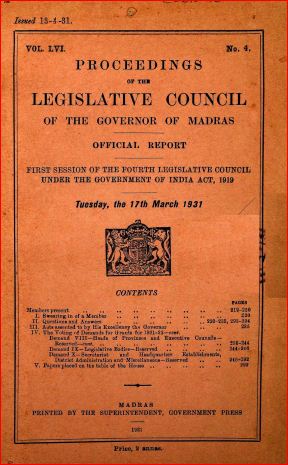 Issued 13-4-31.
VOL. LVI. No. 4.
PROCEEDINGS
OF THE
LEGISLATIVE COUNCIL
OF THE GOVERNOR OF MADRAS
OFFICIAL REPORT
FIRST SESSION OF THE FOURTH LEGISLATIVE COUNCIL
UNDER THE GOVERNMENT OF INDIA ACT, 1919
Tuesday, the 17th March 1931
CONTENTS
PAGES
Members present
I. Swearing in of a Member
II. Questions and Answers
III. Acts assented to by His Excellency the Governor
IV. The Voting of Demands for Grants for 1931-32—cont.
Demand VIII—Heads of Provinces and Executive Councils—
Reserved—cont.
Demand IX—Legislative Bodies—Reserved
Demand X—Secretariat and Headquarter Establishments,
District Administration and Miscellaneous—Reserved
V. Papers placed on the table of the House
MADRAS
PRINTED BY THE SUPERINTENDENT, GOVERNMENT PRESS
1931
Price, 2 annas.